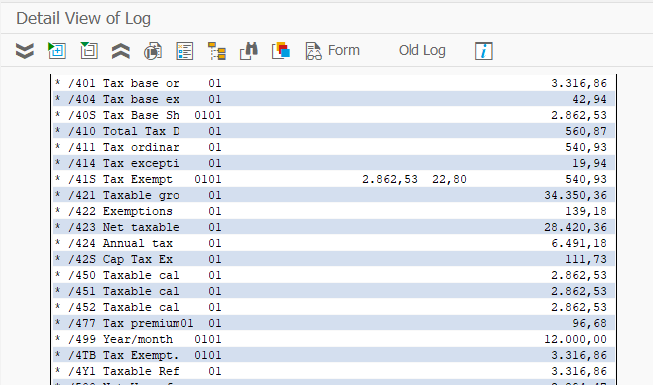 Detail View of Log
Form Old Log
* /401 Tax base or 01 3.316,86
* /404 Tax base ex 01 42,94
* /40S Tax Base Sh 0101 2.862,53
* /410 Total Tax D 01 560,87
* /411 Tax ordinar 01 540,93
* /414 Tax excepti 01 19,94
* /41S Tax Exempt 0101 2.862,53 22,80 540,93
* /421 Taxable gro 01 34.350,36
* /422 Exemptions 01 139,18
* /423 Net taxable 01 28.420,36
* /424 Annual tax 01 6.491,18
* /42S Cap Tax Ex 01 111,73
* /450 Taxable cal 01 2.862,53
* /451 Taxable cal 01 2.862,53
* /452 Taxable cal 01 2.862,53
* /477 Tax premium01 01 96,68
* /499 Year/month 0101 12.000,00
* /4TB Tax Exempt. 0101 3.316,86
* /4Y1 Taxable Ref 01 3.316,86